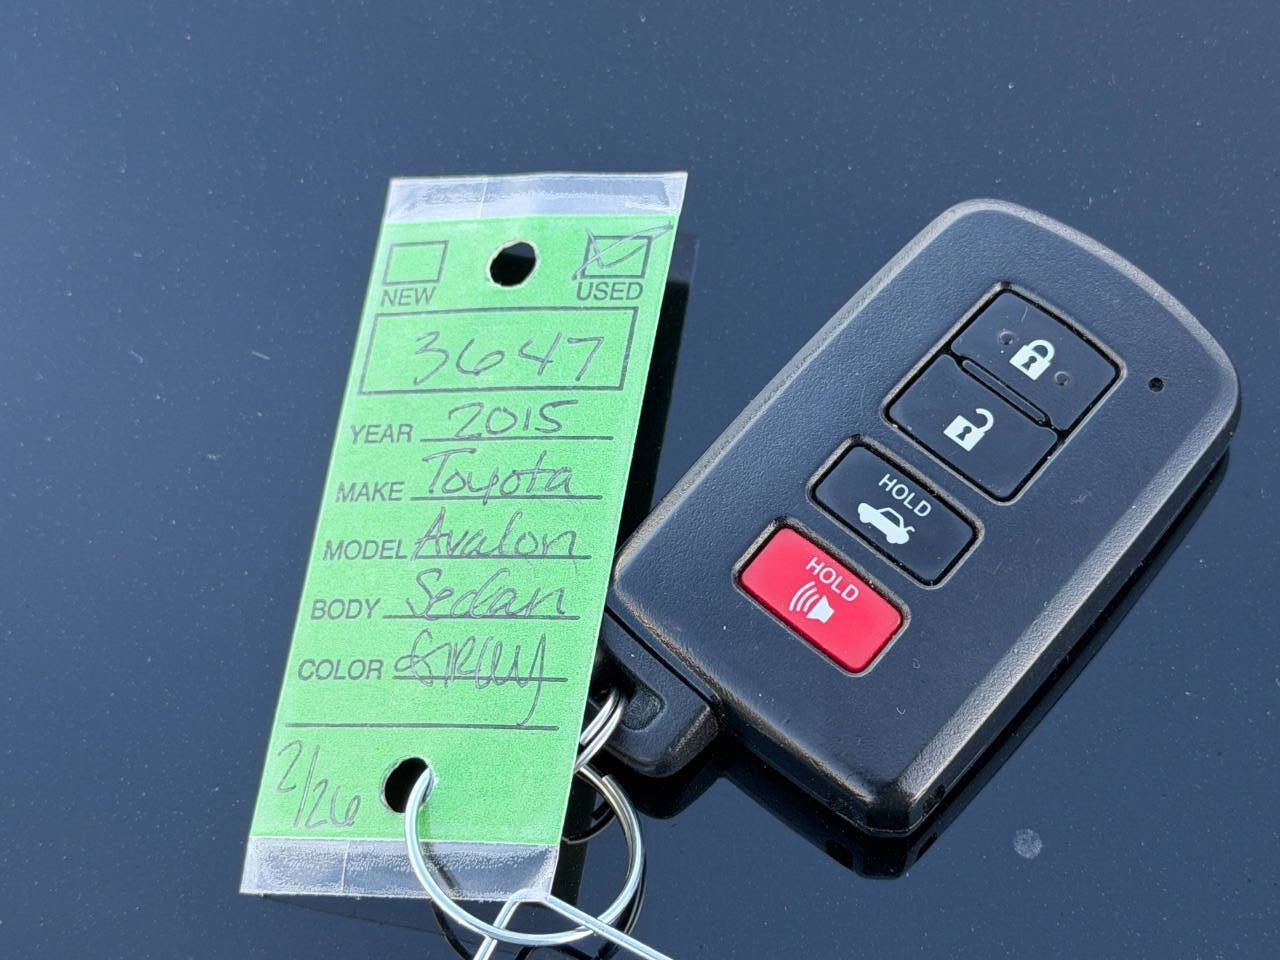 NEW USED
3647
YEAR 2015
MAKE Toyota
MODEL Avalon
BODY Sedan
COLOR Gray
2/26
HOLD
HOLD